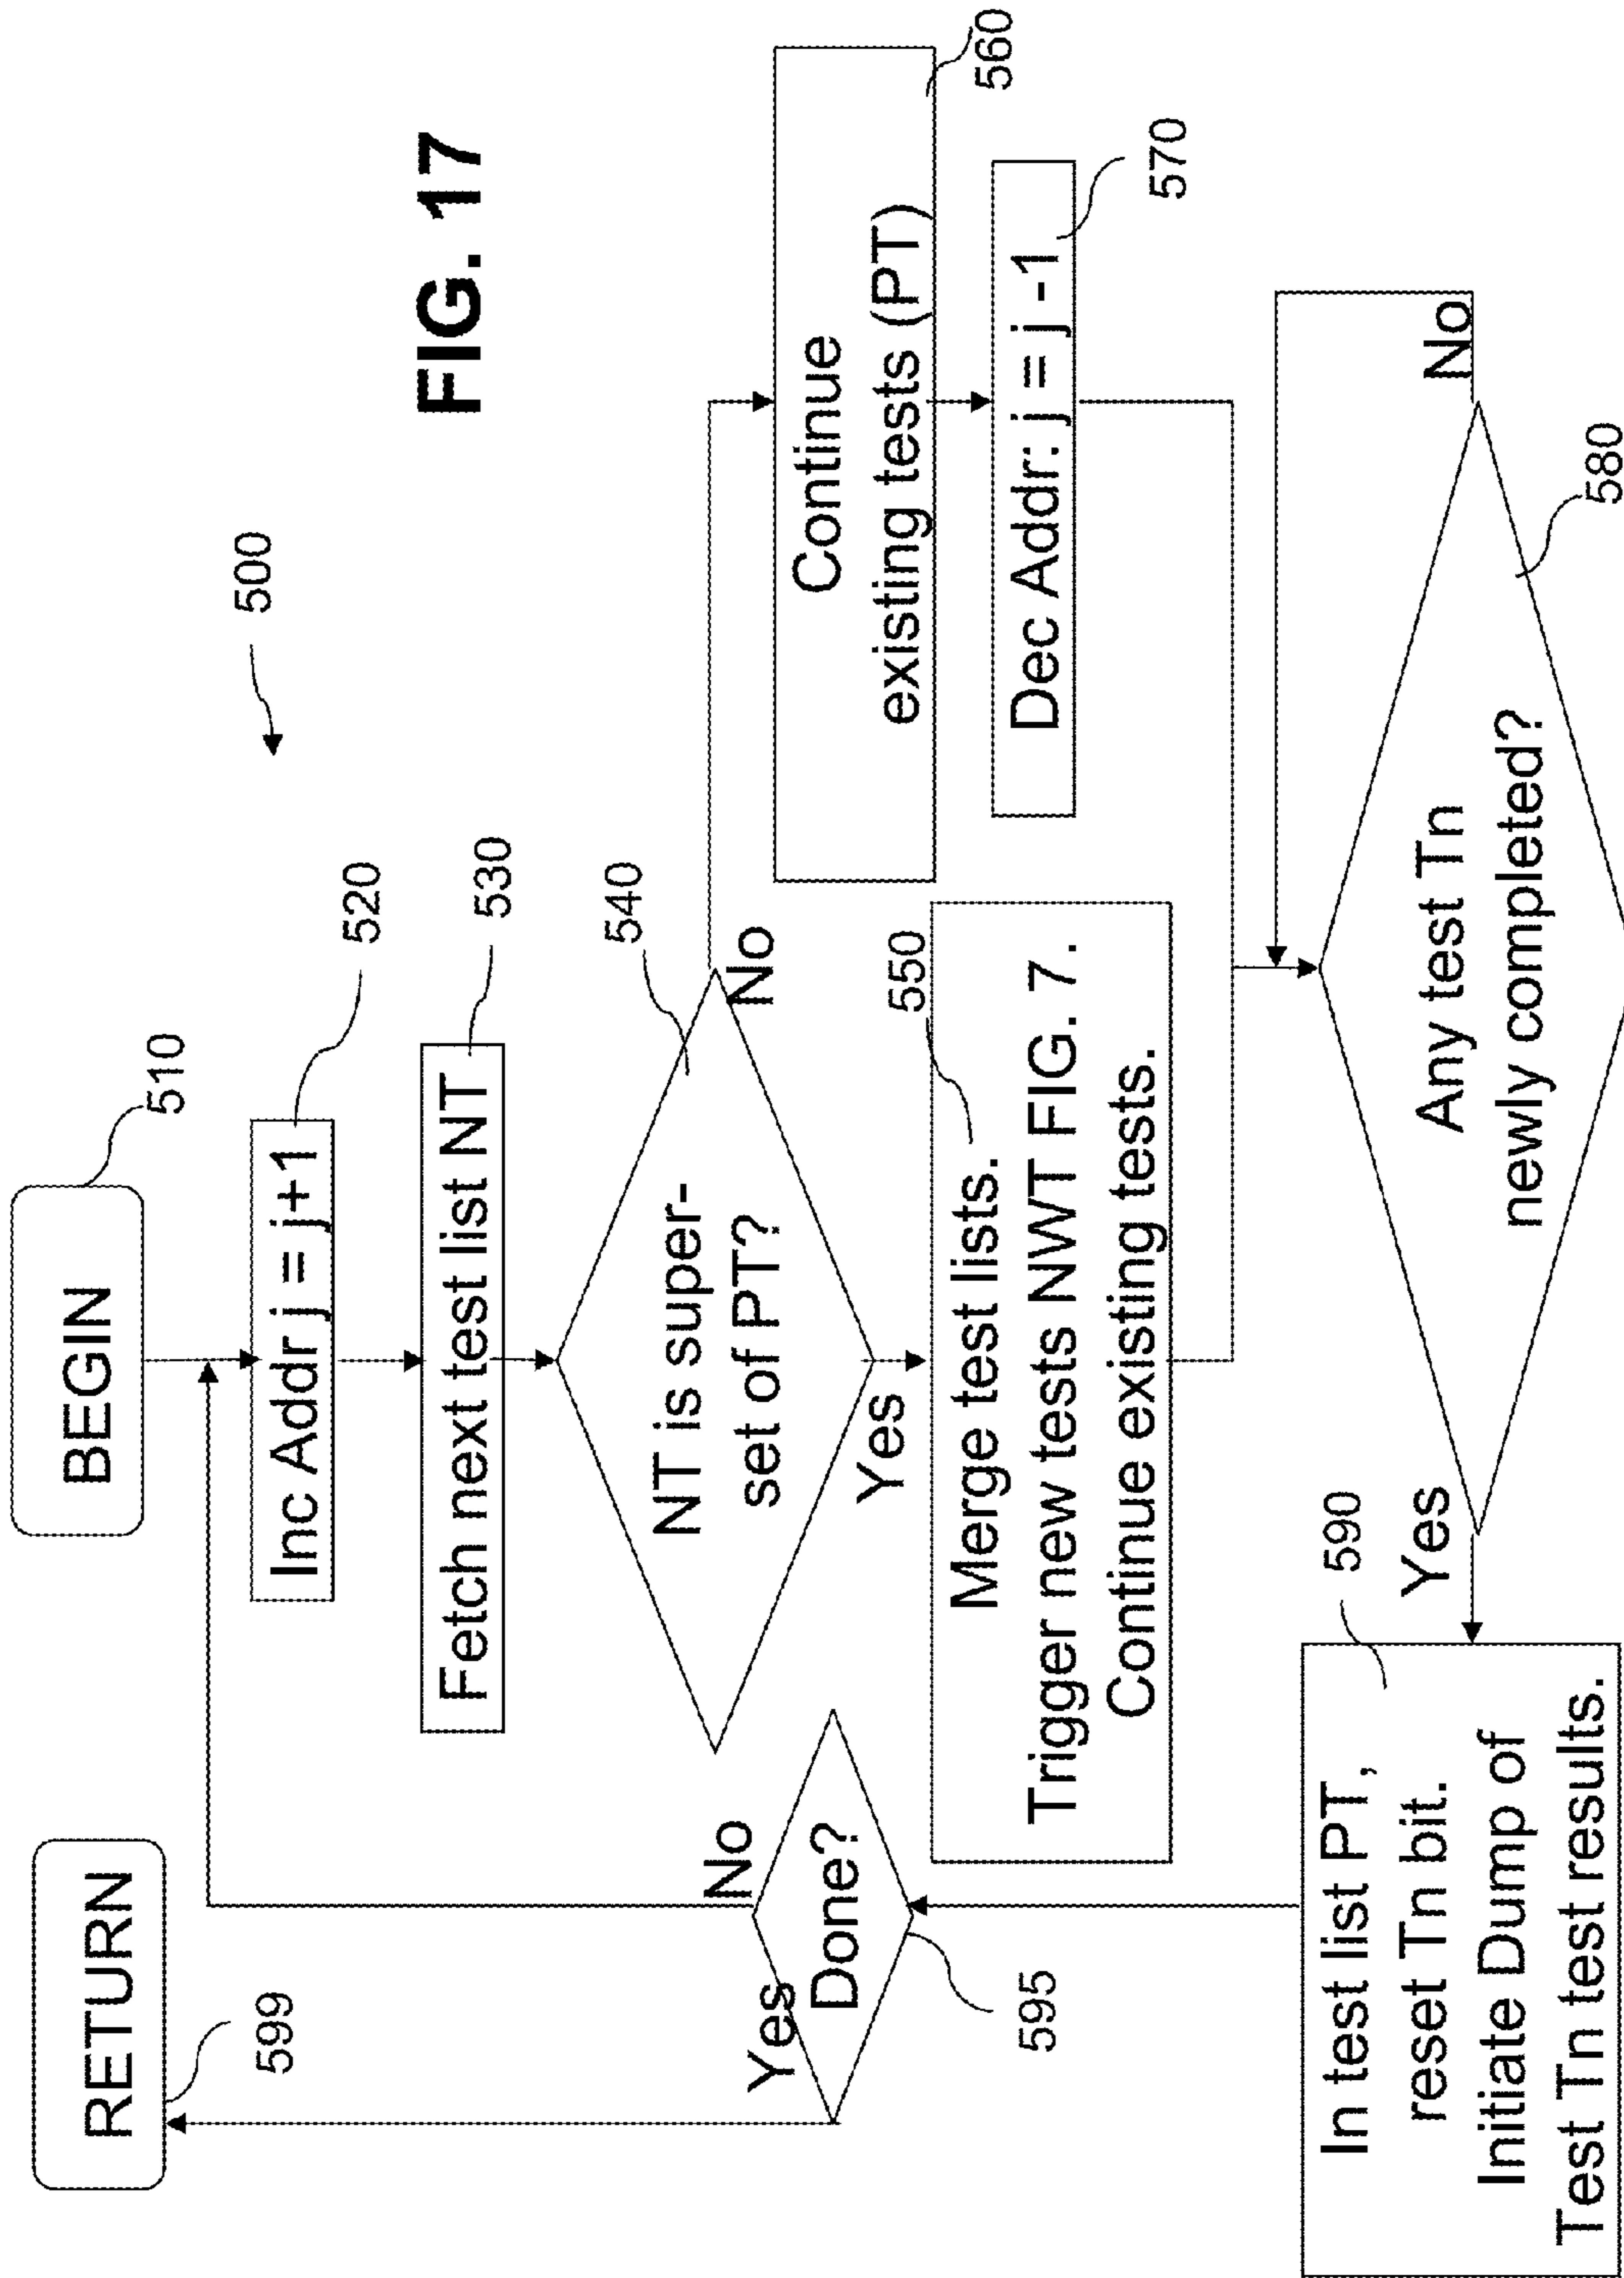 FIG. 17
500
BEGIN
510
Inc Addr j = j+1
520
Fetch next test list NT
530
NT is super-
set of PT?
540
No
Yes
Merge test lists.
Trigger new tests NWT FIG. 7.
Continue existing tests.
550
Continue
existing tests (PT)
560
Dec Addr: j = j -1
570
Any test Tn
newly completed?
580
No
Yes
In test list PT,
reset Tn bit.
Initiate Dump of
Test Tn test results.
590
Done?
595
No
Yes
RETURN
599